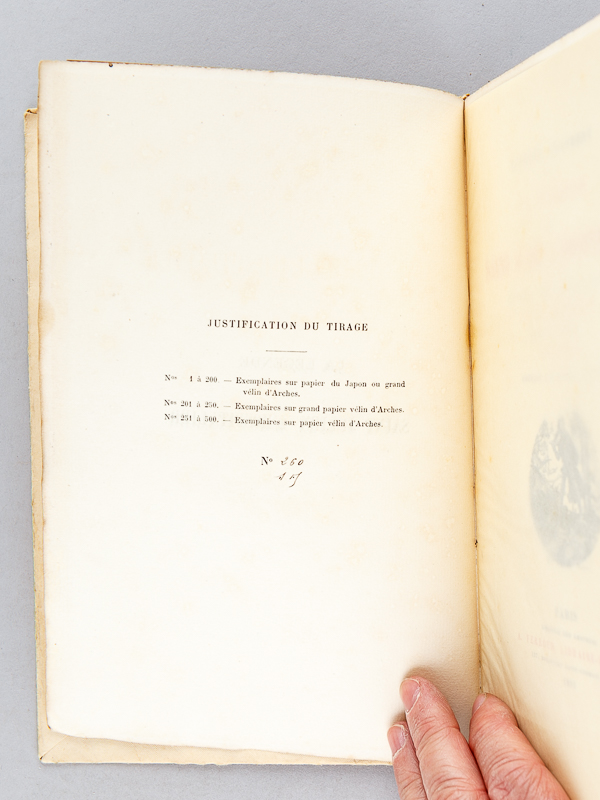 JUSTIFICATION DU TIRAGE
Nos 1 à 200 — Exemplaires sur papier du Japon ou grand
vélin d'Arches.
Nos 201 à 250. — Exemplaires sur grand papier vélin d'Arches.
Nos 251 à 500. — Exemplaires sur papier vélin d'Arches.
No 260